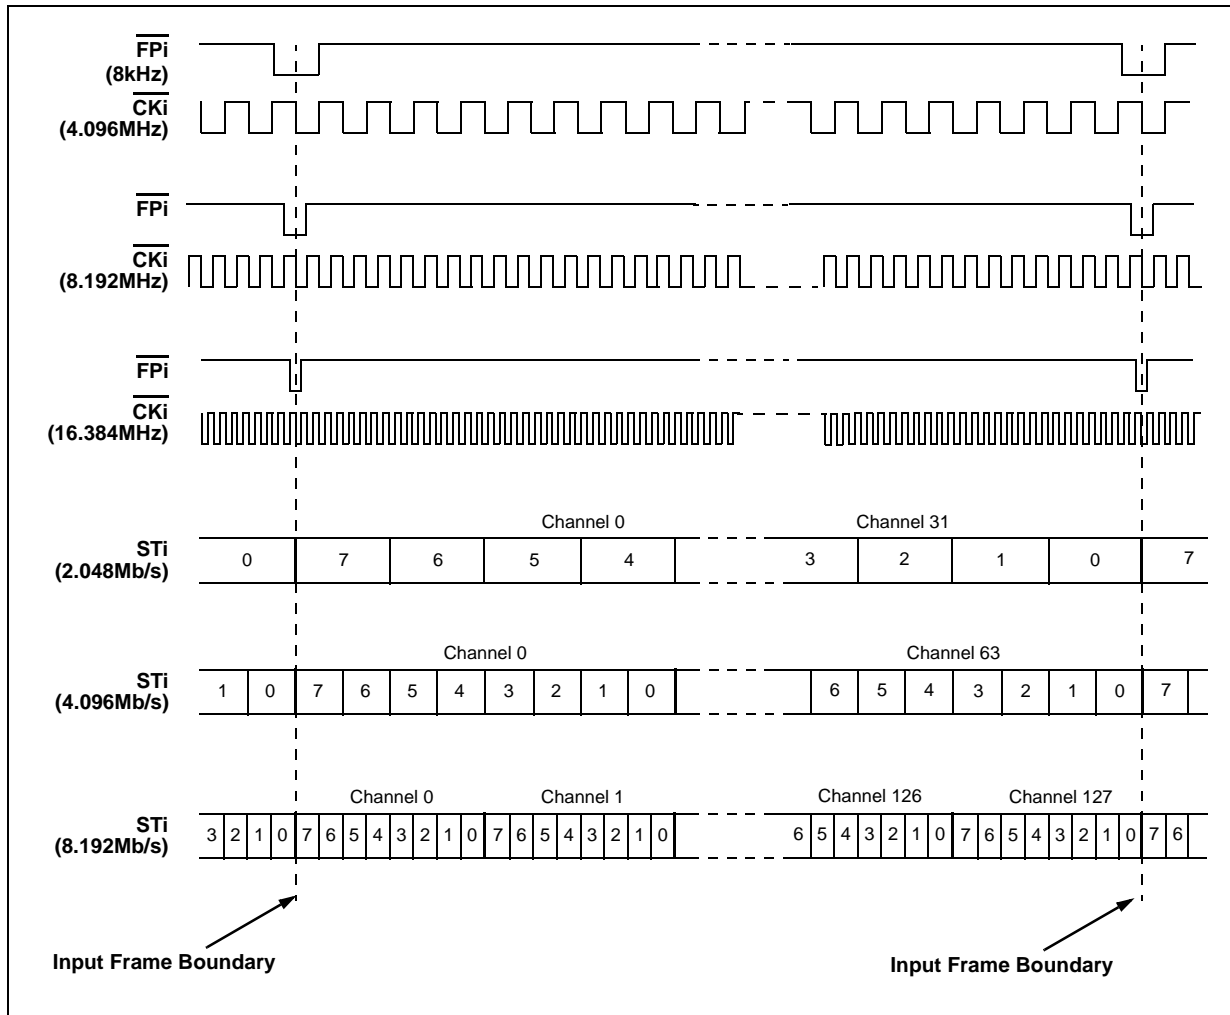 FPi
(8kHz)
CKi
(4.096MHz)
FPi
CKi
(8.192MHz)
FPi
CKi
(16.384MHz)
Channel 0 Channel 31
STi
(2.048Mb/s)
0 7 6 5 4 3 2 1 0 7
Channel 0 Channel 63
STi
(4.096Mb/s)
1 0 7 6 5 4 3 2 1 0 6 5 4 3 2 1 0 7
Channel 0 Channel 1 Channel 126 Channel 127
STi
(8.192Mb/s)
3 2 1 0 7 6 5 4 3 2 1 0 7 6 5 4 3 2 1 0 6 5 4 3 2 1 0 7 6 5 4 3 2 1 0 7 6
Input Frame Boundary
Input Frame Boundary